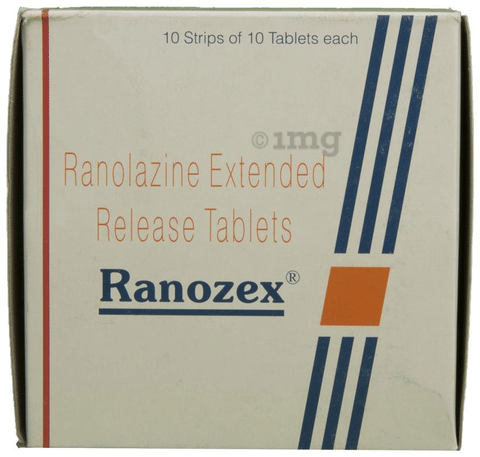 10 Strips of 10 Tablets each
© 1mg
Ranolazine Extended
Release Tablets
Ranozex®